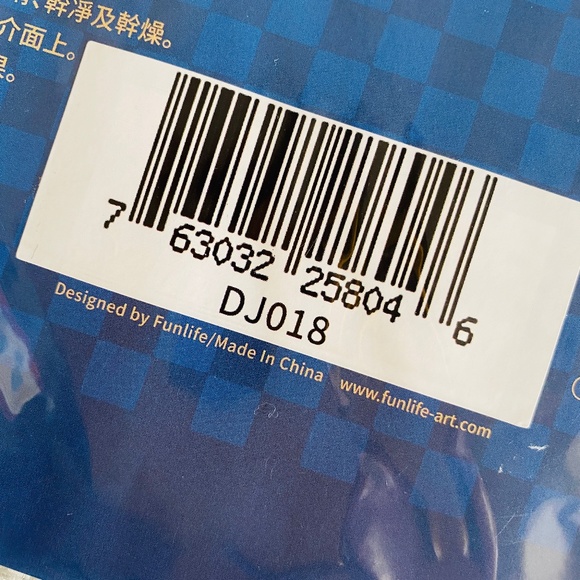 幹淨及幹燥。
介面上。
果。
7 63032 25804 6
DJ018
Designed by Funlife/Made In China www.funlife-art.com